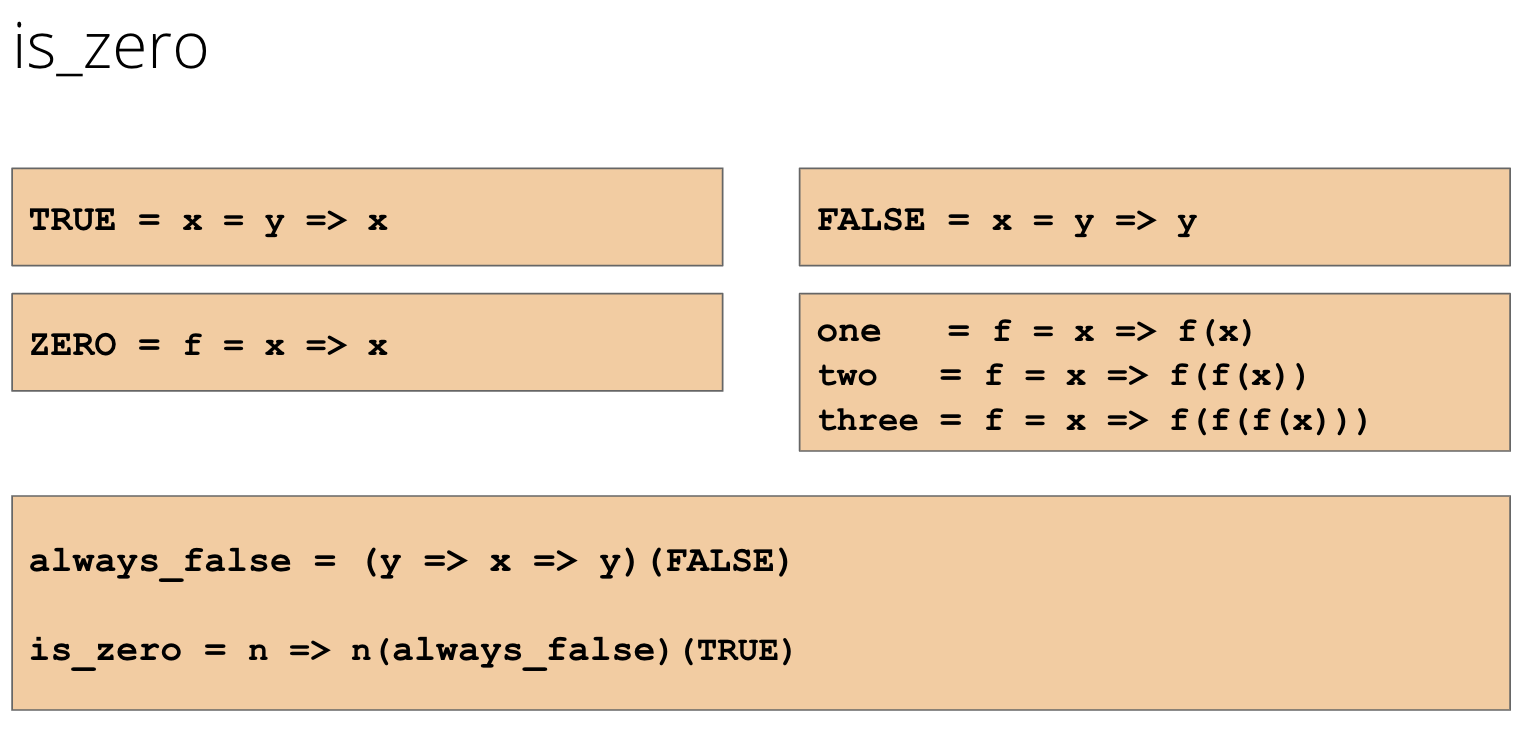 is_zero
TRUE = x = y => x
FALSE = x = y => y
ZERO = f = x => x
one   = f = x => f(x)
two   = f = x => f(f(x))
three = f = x => f(f(f(x)))
always_false = (y => x => y)(FALSE)
is_zero = n => n(always_false)(TRUE)